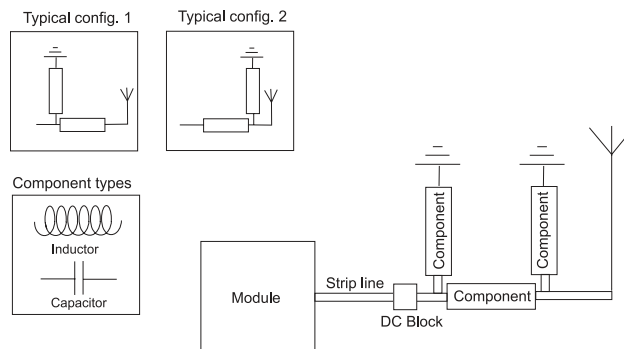 Typical config. 1
Typical config. 2
Component types
Inductor
Capacitor
Module
Strip line
DC Block
Component
Component
Component